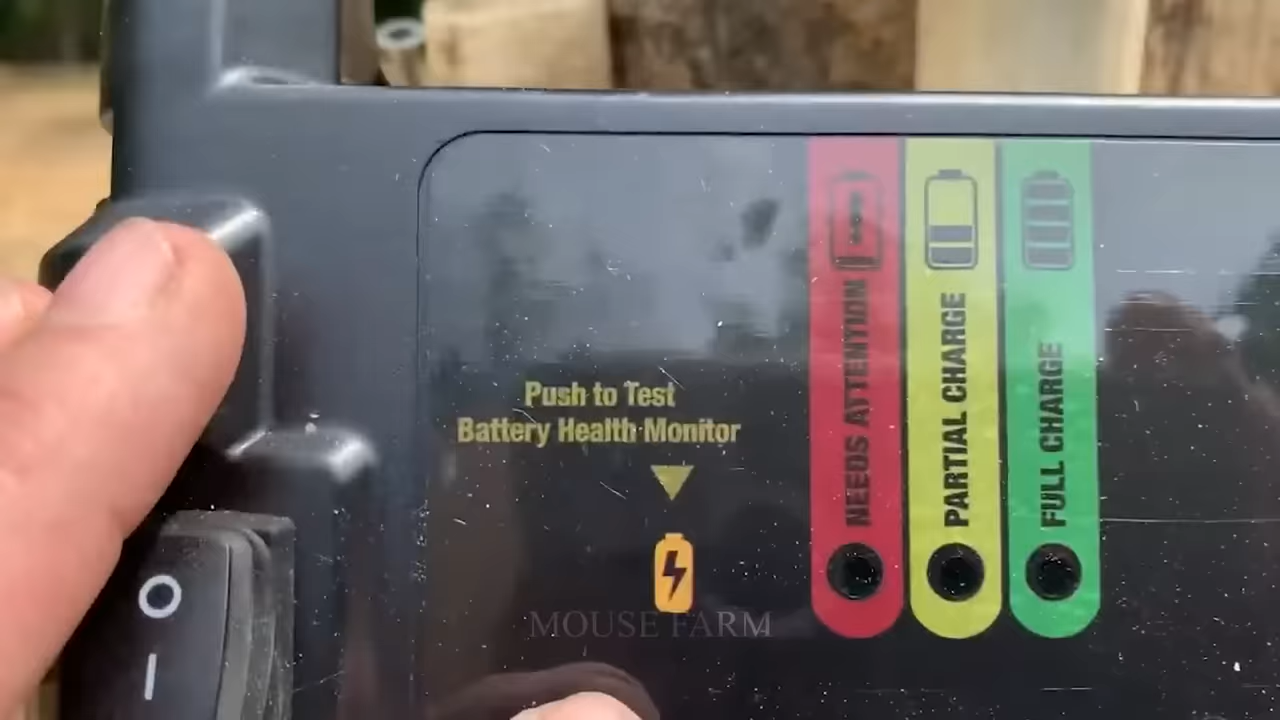 Push to Test
Battery Health Monitor
NEEDS ATTENTION
PARTIAL CHARGE
FULL CHARGE
MOUSE FARM